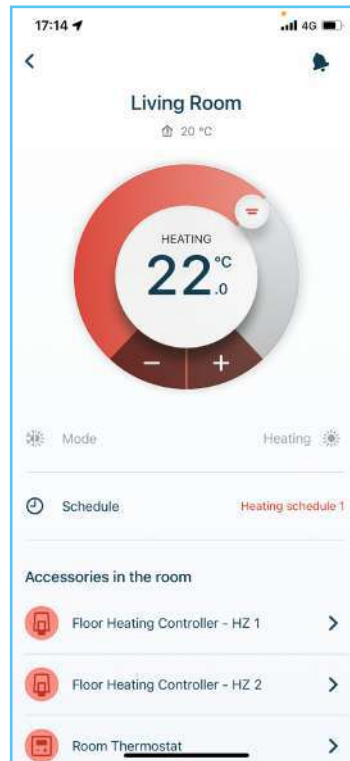 17:14
4G
Living Room
20 °C
HEATING
22.0 °C
− +
Mode Heating
Schedule Heating schedule 1
Accessories in the room
Floor Heating Controller - HZ 1
Floor Heating Controller - HZ 2
Room Thermostat